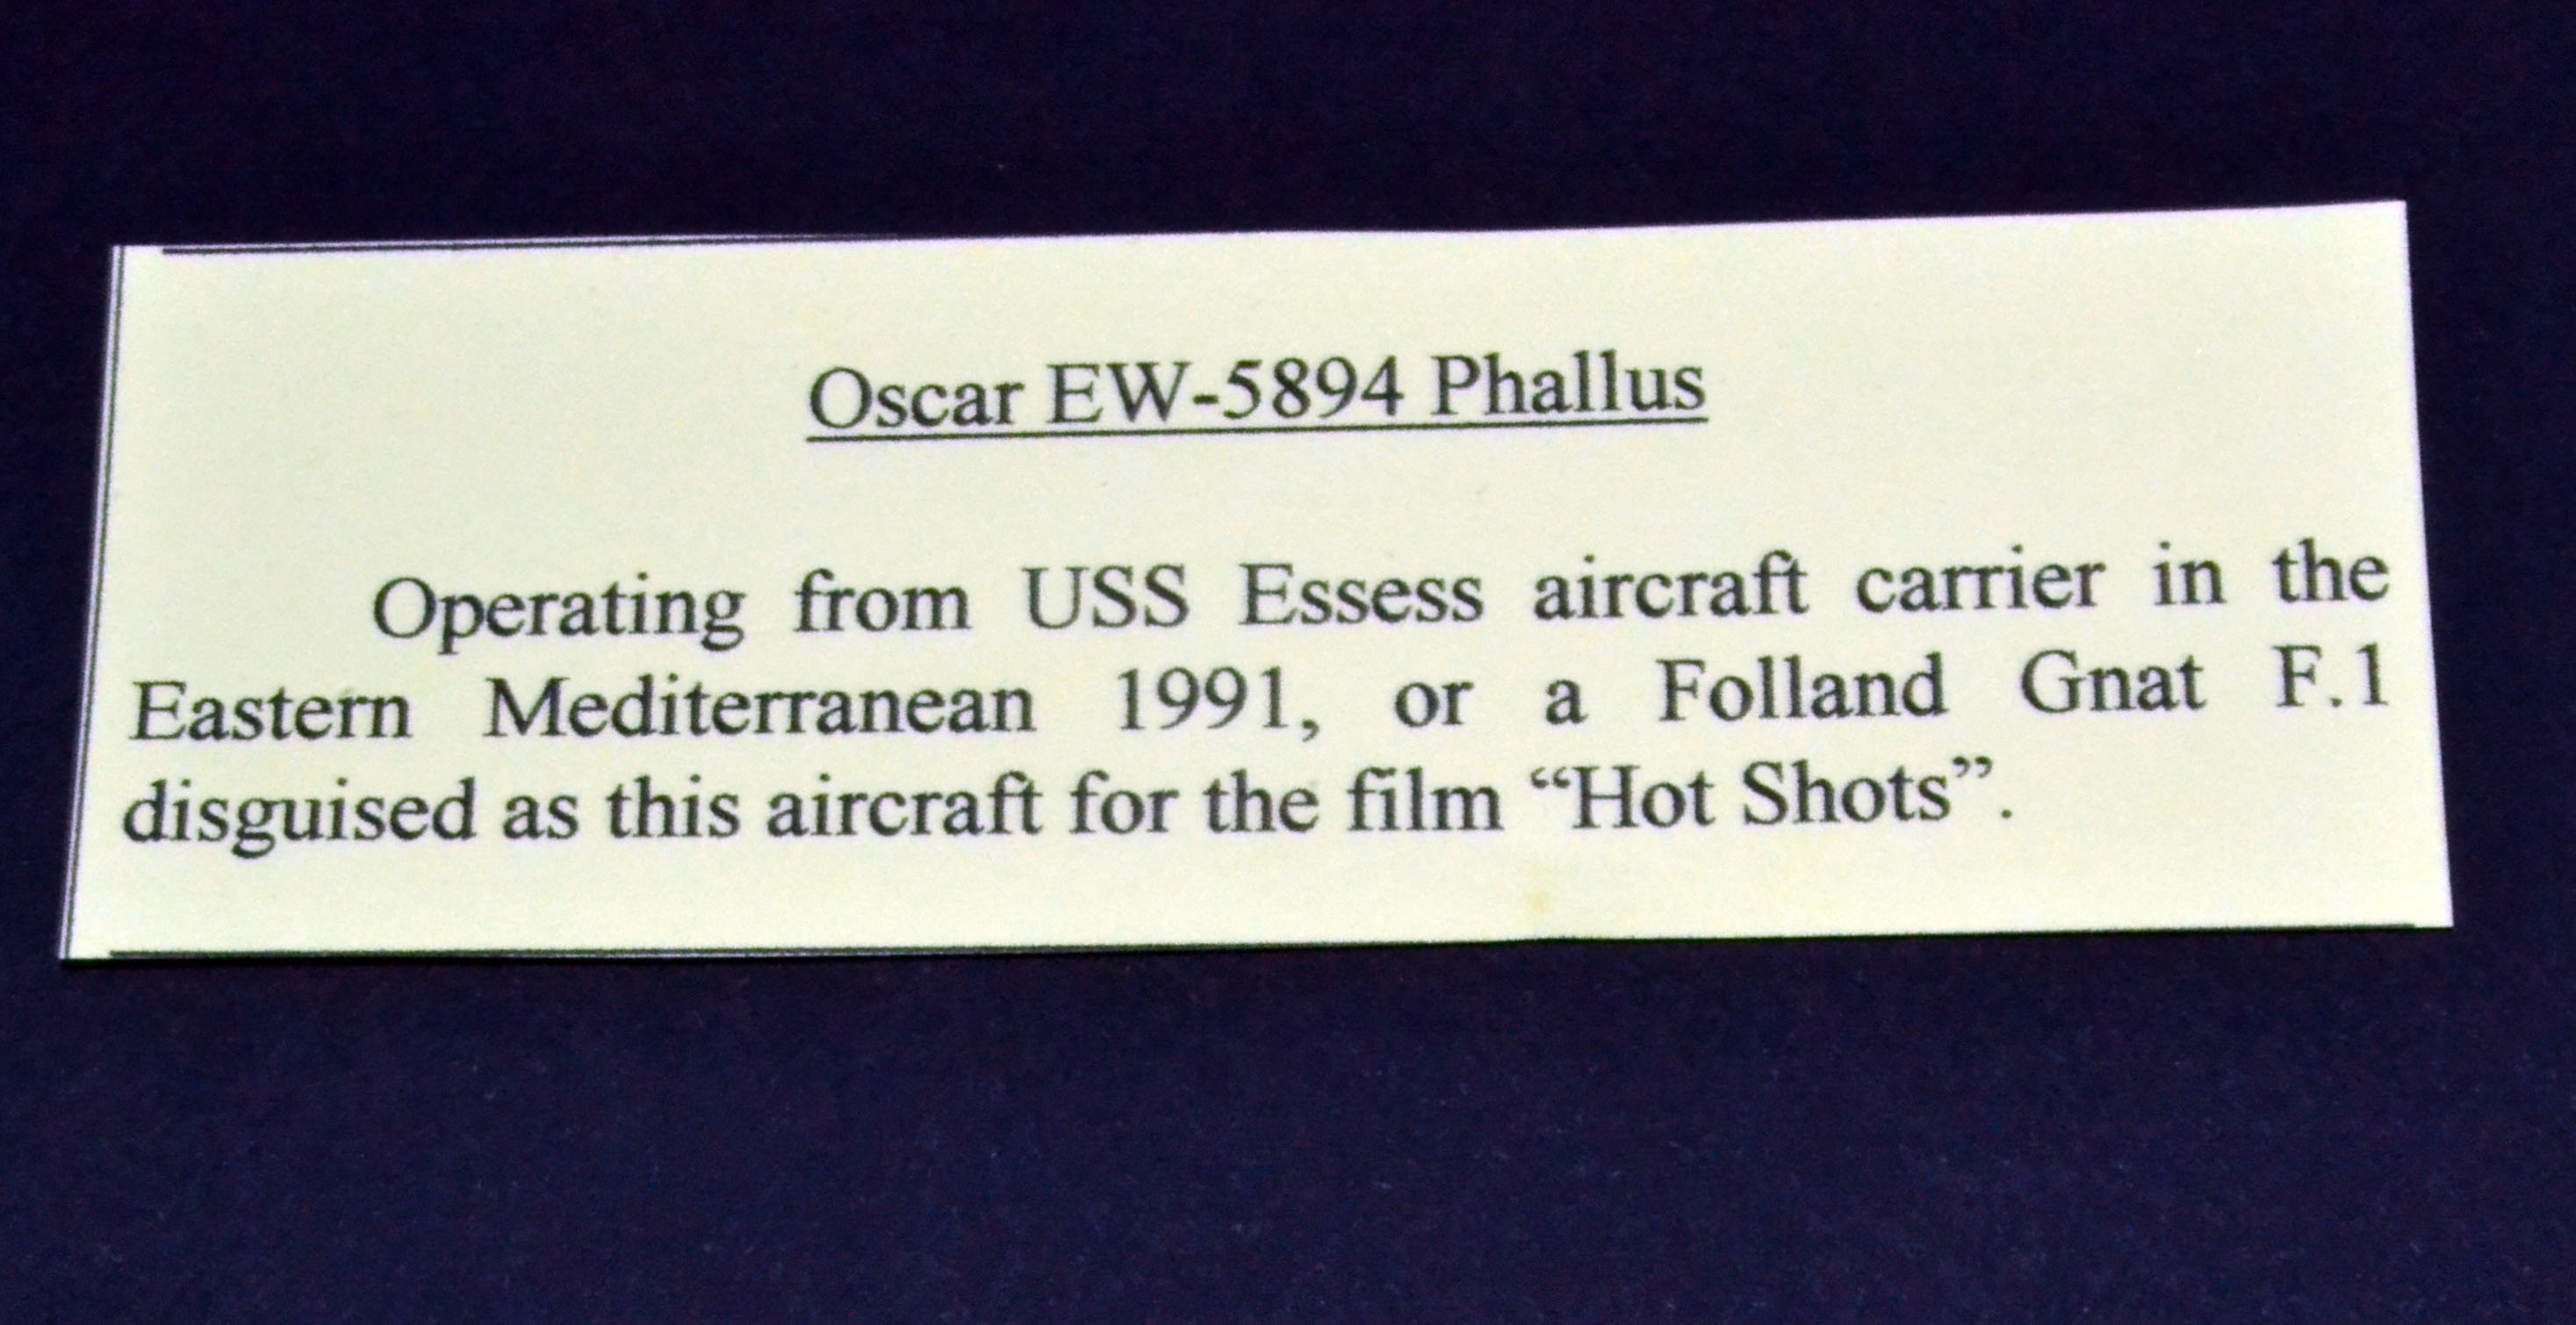 Oscar EW-5894 Phallus
Operating from USS Essess aircraft carrier in the
Eastern Mediterranean 1991, or a Folland Gnat F.1
disguised as this aircraft for the film “Hot Shots”.